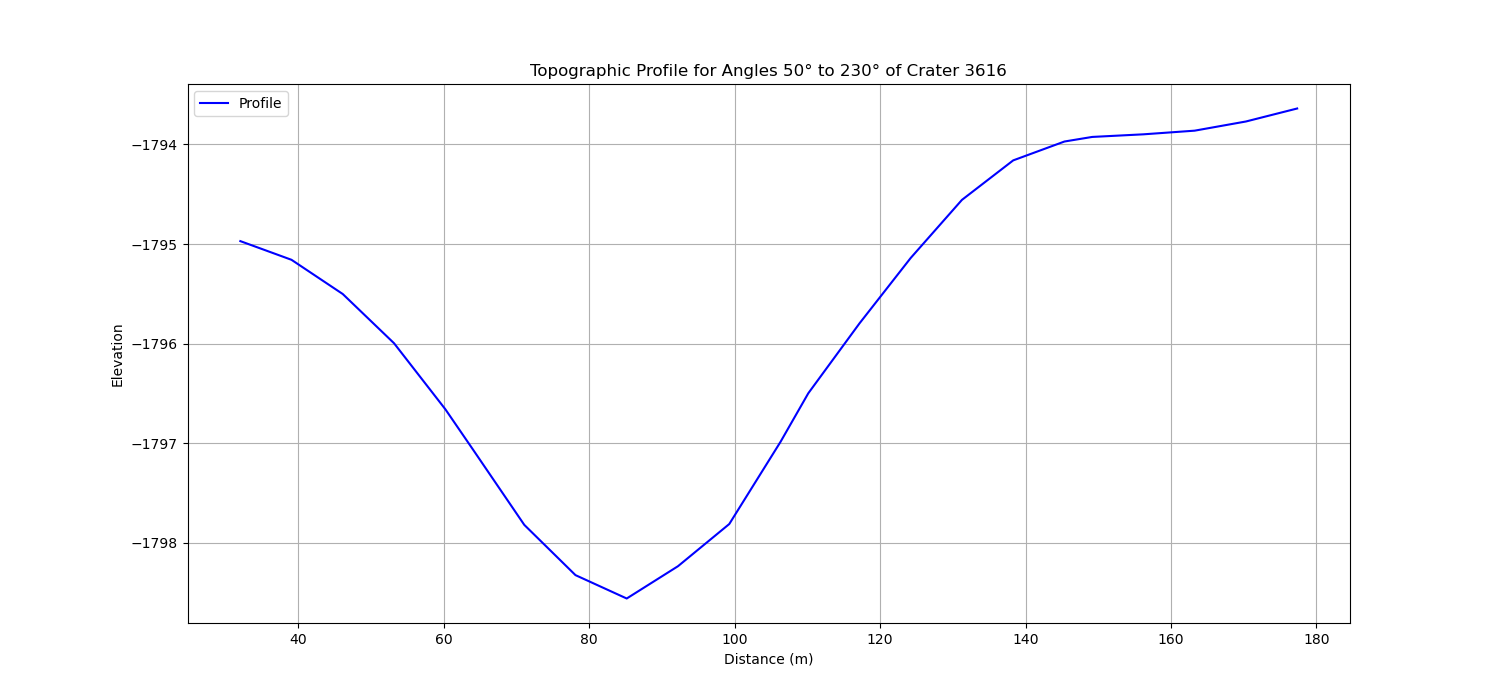 Topographic Profile for Angles 50° to 230° of Crater 3616
Profile
−1794
−1795
−1796
−1797
−1798
Elevation
40 60 80 100 120 140 160 180
Distance (m)